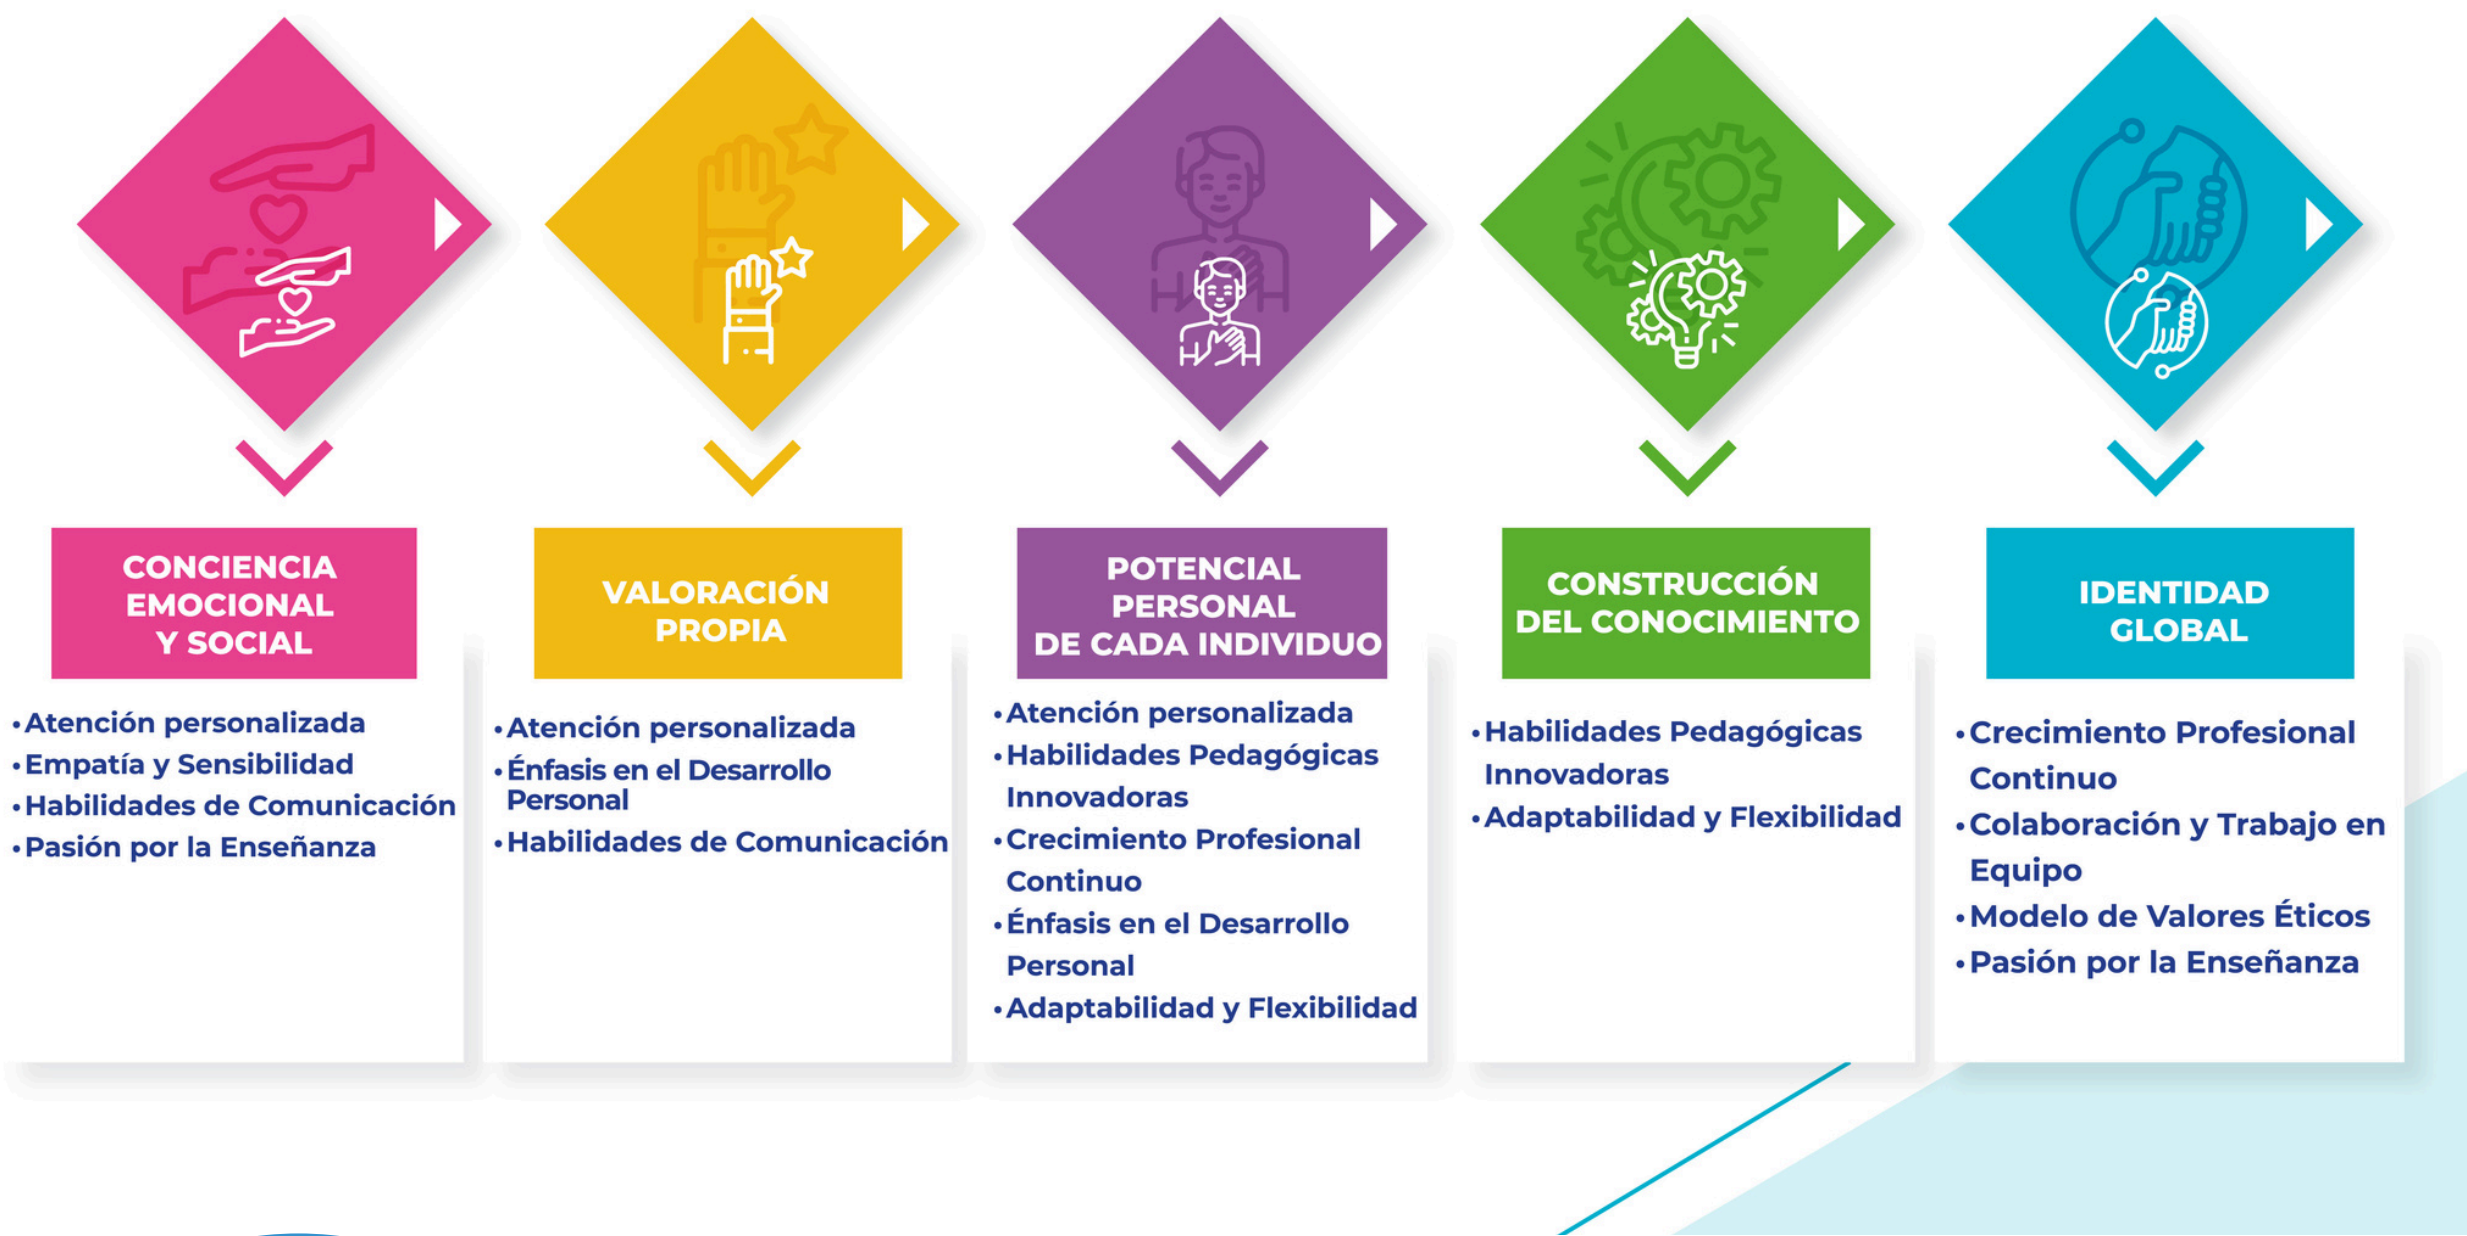 CONCIENCIA
EMOCIONAL
Y SOCIAL
•Atención personalizada
•Empatía y Sensibilidad
•Habilidades de Comunicación
•Pasión por la Enseñanza
VALORACIÓN
PROPIA
•Atención personalizada
•Énfasis en el Desarrollo
Personal
•Habilidades de Comunicación
POTENCIAL
PERSONAL
DE CADA INDIVIDUO
•Atención personalizada
•Habilidades Pedagógicas
Innovadoras
•Crecimiento Profesional
Continuo
•Énfasis en el Desarrollo
Personal
•Adaptabilidad y Flexibilidad
CONSTRUCCIÓN
DEL CONOCIMIENTO
•Habilidades Pedagógicas
Innovadoras
•Adaptabilidad y Flexibilidad
IDENTIDAD
GLOBAL
•Crecimiento Profesional
Continuo
•Colaboración y Trabajo en
Equipo
•Modelo de Valores Éticos
•Pasión por la Enseñanza